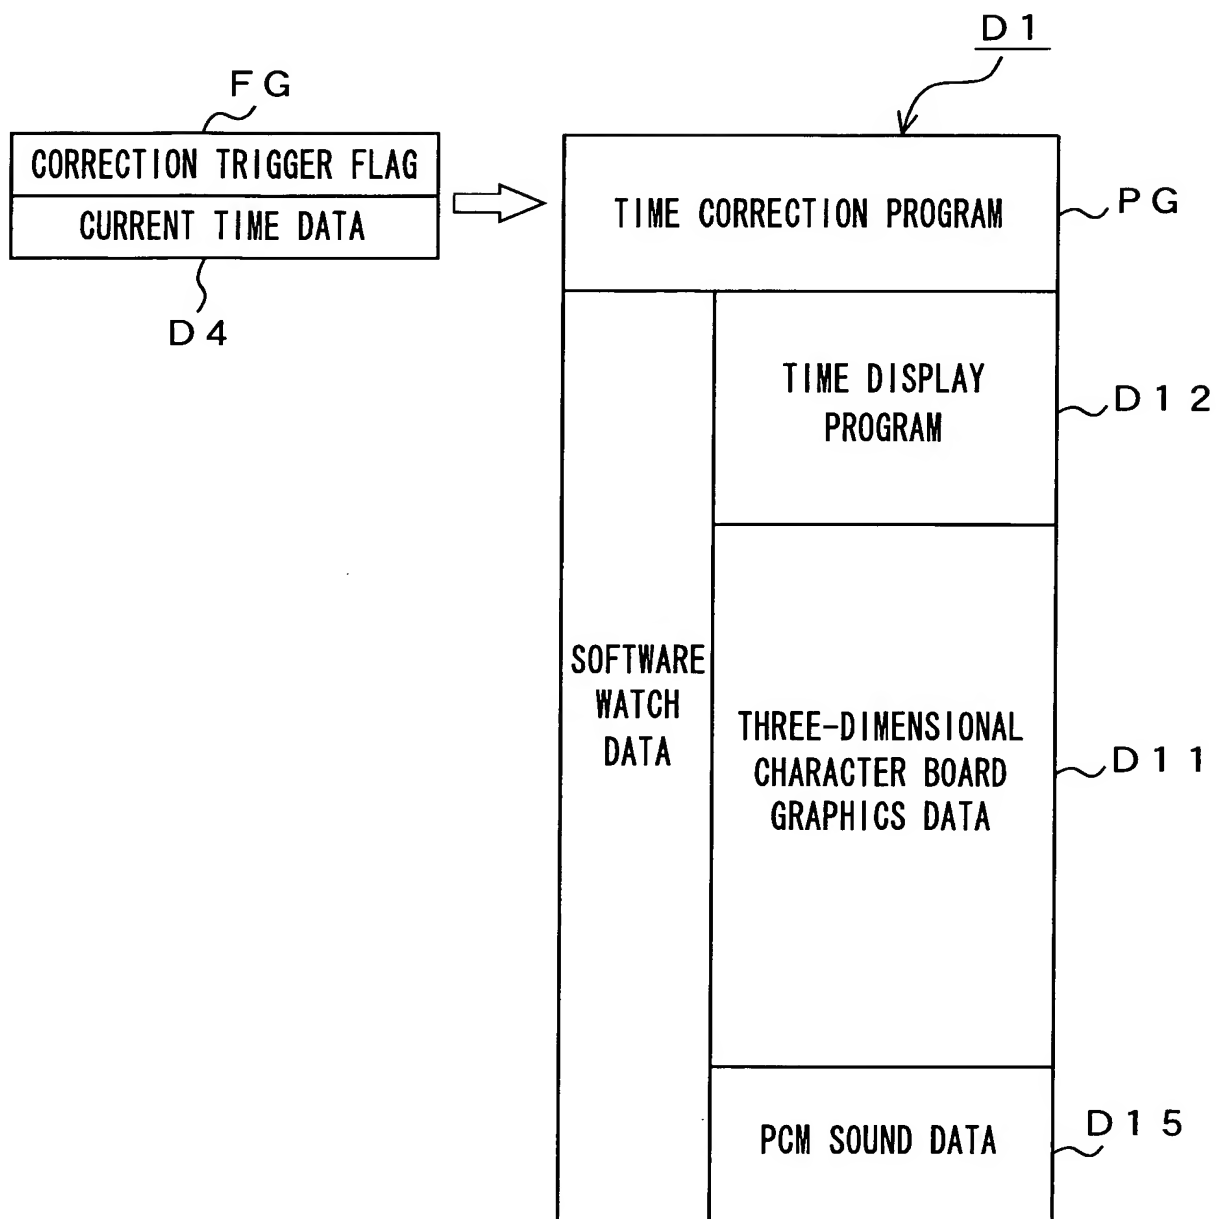 D1
FG
CORRECTION TRIGGER FLAG
CURRENT TIME DATA
D4
TIME CORRECTION PROGRAM
PG
TIME DISPLAY
PROGRAM
D12
SOFTWARE
WATCH
DATA
THREE-DIMENSIONAL
CHARACTER BOARD
GRAPHICS DATA
D11
PCM SOUND DATA
D15